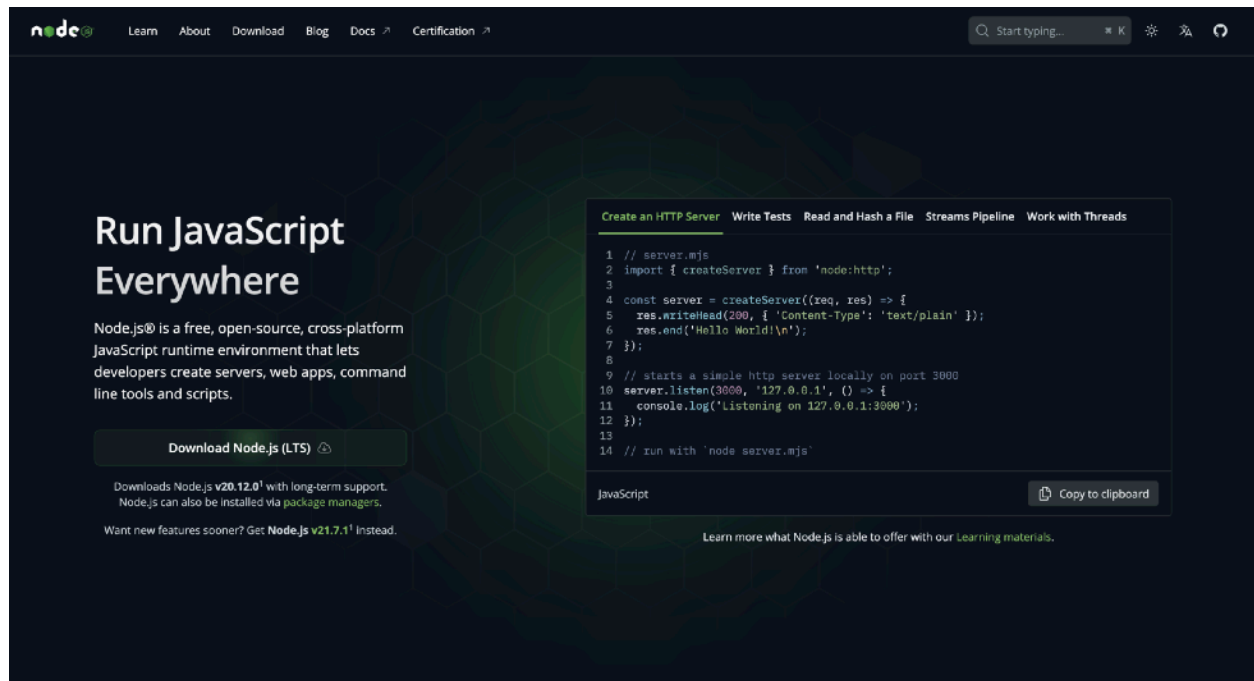 node
Learn About Download Blog Docs ↗ Certification ↗
Start typing... ⌘ K
Run JavaScript
Everywhere
Node.js® is a free, open-source, cross-platform
JavaScript runtime environment that lets
developers create servers, web apps, command
line tools and scripts.
Download Node.js (LTS)
Downloads Node.js v20.12.0¹ with long-term support.
Node.js can also be installed via package managers.
Want new features sooner? Get Node.js v21.7.1¹ instead.
Create an HTTP Server Write Tests Read and Hash a File Streams Pipeline Work with Threads
1 // server.mjs
2 import { createServer } from 'node:http';
3
4 const server = createServer((req, res) => {
5   res.writeHead(200, { 'Content-Type': 'text/plain' });
6   res.end('Hello World!\n');
7 });
8
9 // starts a simple http server locally on port 3000
10 server.listen(3000, '127.0.0.1', () => {
11   console.log('Listening on 127.0.0.1:3000');
12 });
13
14 // run with `node server.mjs`
JavaScript
Copy to clipboard
Learn more what Node.js is able to offer with our Learning materials.